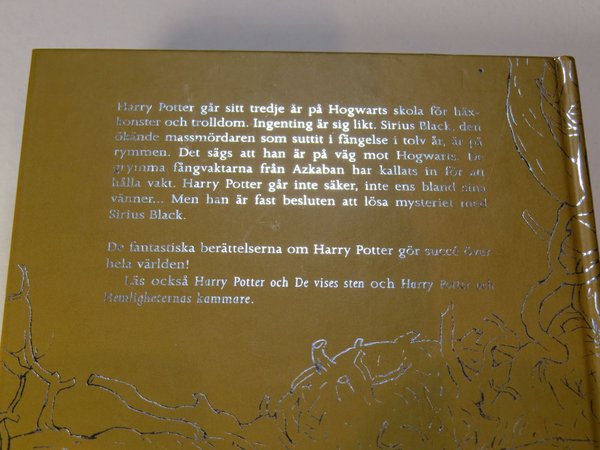 Harry Potter går sitt tredje år på Hogwarts skola för häx-
konster och trolldom. Ingenting är sig likt. Sirius Black, den
ökände massmördaren som suttit i fängelse i tolv år, är på
rymmen. Det sägs att han är på väg mot Hogwarts. De
grymma fångvaktarna från Azkaban har kallats in för att
hålla vakt. Harry Potter går inte säker, inte ens bland sina
vänner... Men han är fast besluten att lösa mysteriet med
Sirius Black.
De fantastiska berättelserna om Harry Potter gör succé över
hela världen!
Läs också Harry Potter och De vises sten och Harry Potter och
Hemligheternas kammare.